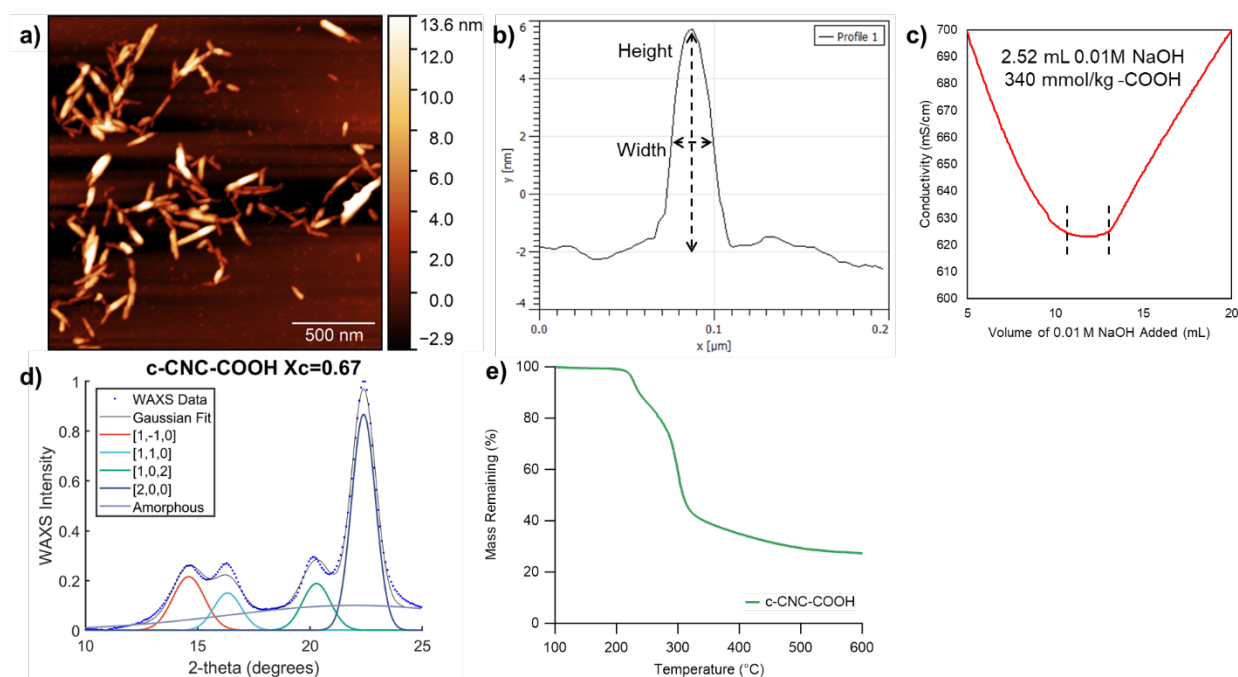 a)
13.6 nm
12.0
10.0
8.0
6.0
4.0
2.0
0.0
−2.9
500 nm
b)
Profile 1
Height
Width
y [nm]
6
4
2
0
-2
-4
0.0
0.1
0.2
x [µm]
c)
2.52 mL 0.01M NaOH
340 mmol/kg -COOH
Conductivity (mS/cm)
700
690
680
670
660
650
640
630
620
610
600
5
10
15
20
Volume of 0.01 M NaOH Added (mL)
d)
c-CNC-COOH Xc=0.67
WAXS Data
Gaussian Fit
[1,-1,0]
[1,1,0]
[1,0,2]
[2,0,0]
Amorphous
WAXS Intensity
1
0.8
0.6
0.4
0.2
0
10
15
20
25
2-theta (degrees)
e)
Mass Remaining (%)
100
80
60
40
20
0
c-CNC-COOH
100
200
300
400
500
600
Temperature (°C)